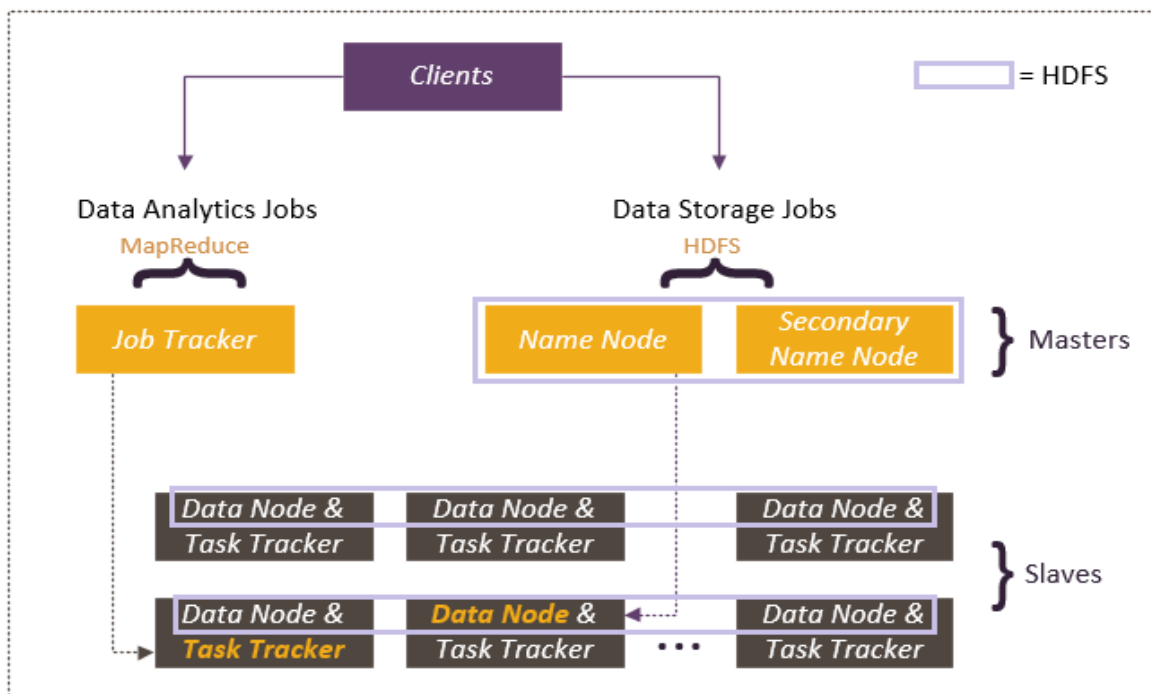 Clients
= HDFS
Data Analytics Jobs
Data Storage Jobs
MapReduce
HDFS
Job Tracker
Name Node
Secondary
Name Node
Masters
Data Node &
Task Tracker
Data Node &
Task Tracker
Data Node &
Task Tracker
Slaves
Data Node &
Task Tracker
Data Node &
Task Tracker
...
Data Node &
Task Tracker